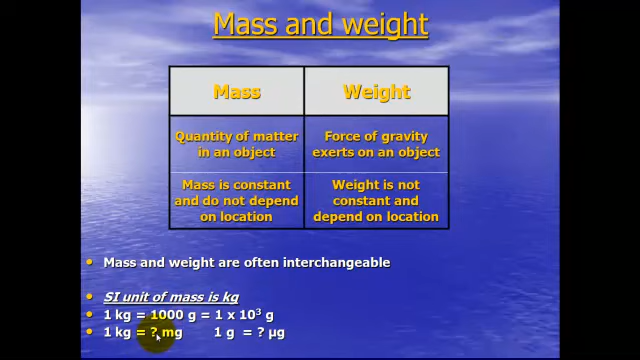 Mass and weight
Mass
Weight
Quantity of matter
in an object
Force of gravity
exerts on an object
Mass is constant
and do not depend
on location
Weight is not
constant and
depend on location
• Mass and weight are often interchangeable
• SI unit of mass is kg
• 1 kg = 1000 g = 1 x 10³ g
• 1 kg = ? mg 1 g = ? µg